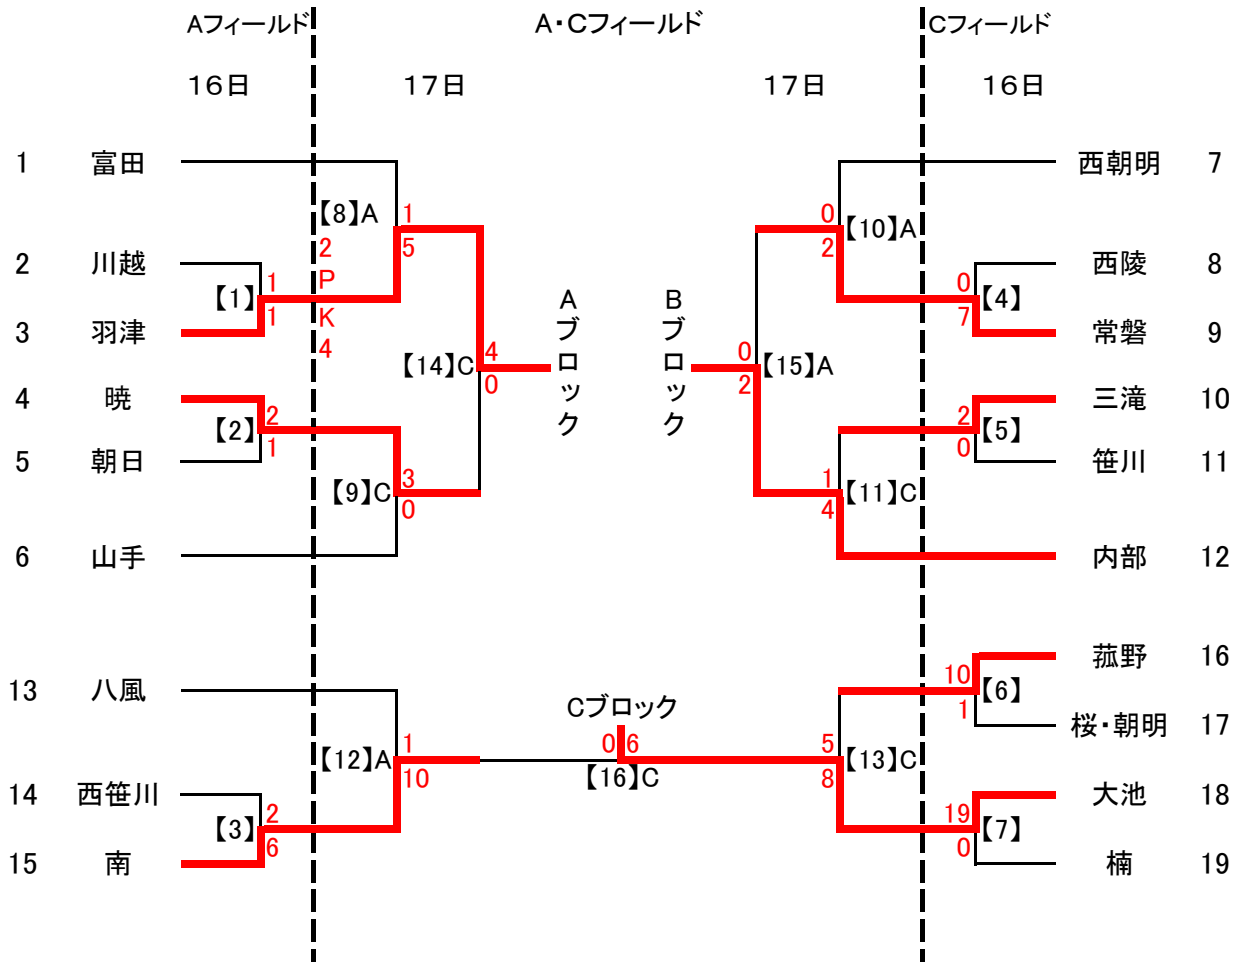 Aフィールド A・Cフィールド Cフィールド
16日 17日 17日 16日
1 富田 西朝明 7
【8】A 1 0 【10】A
2 5 2
2 川越 P 西陵 8
【1】 1 1 K 4 0 7 【4】
3 羽津 常磐 9
Aブロック Bブロック
【14】C 4 0 0 2 【15】A
4 暁 三滝 10
【2】 2 1 2 0 【5】
5 朝日 笹川 11
【9】C 3 0 1 4 【11】C
6 山手 内部 12
菰野 16
10 1 【6】
13 八風 桜・朝明 17
Cブロック
【12】A 1 10 0 6 5 8 【13】C
【16】C
14 西笹川 大池 18
【3】 2 6 19 0 【7】
15 南 楠 19